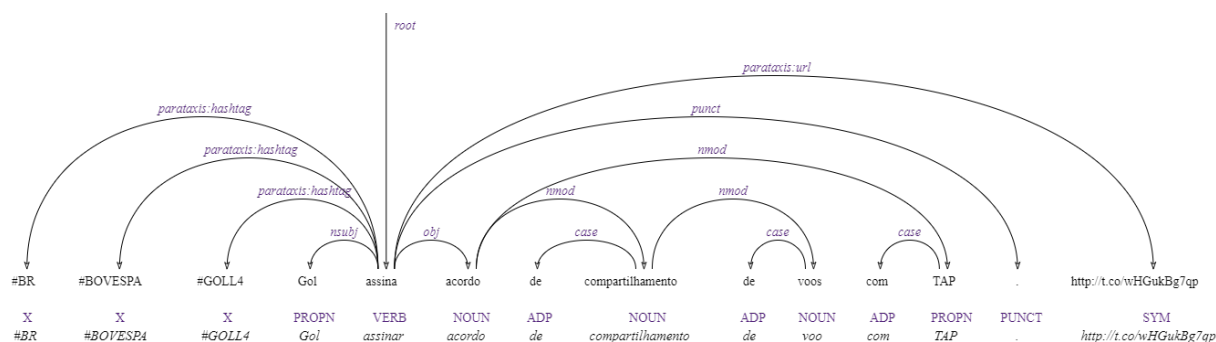 root
parataxis:url
parataxis:hashtag punct
parataxis:hashtag nmod
parataxis:hashtag nmod nmod
nsubj obj case case case
#BR #BOVESPA #GOLL4 Gol assina acordo de compartilhamento de voos com TAP . http://t.co/wHGukBg7qp
X X X PROPN VERB NOUN ADP NOUN ADP NOUN ADP PROPN PUNCT SYM
#BR #BOVESPA #GOLL4 Gol assinar acordo de compartilhamento de voo com TAP . http://t.co/wHGukBg7qp